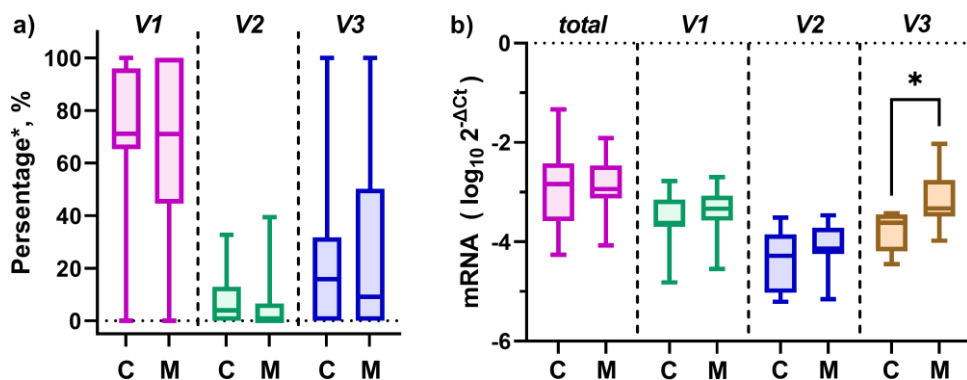 a) V1 V2 V3
Persentage*, %
100
80
60
40
20
0
C M C M C M
b) total V1 V2 V3
mRNA ( log₁₀ 2⁻ΔCt )
0
-2
-4
-6
*
C M C M C M C M